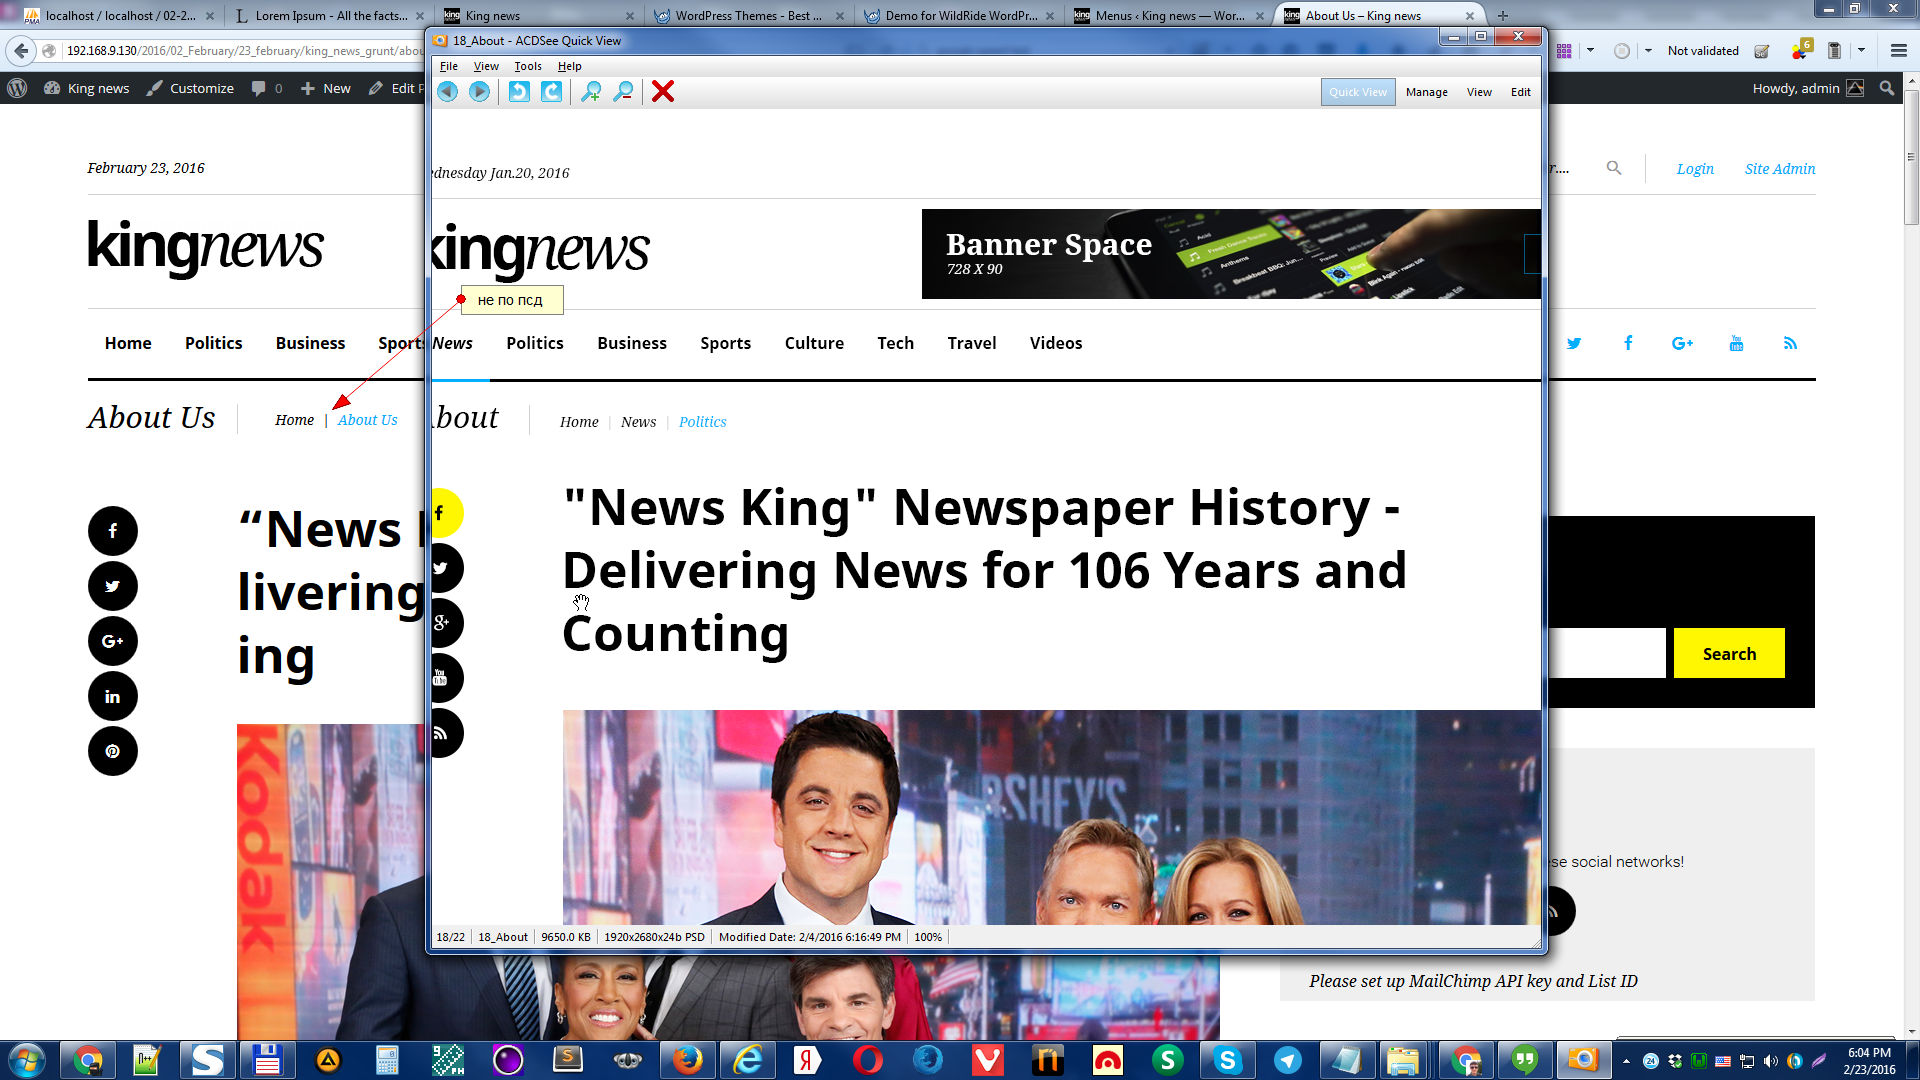 localhost / localhost / 02-2...
Lorem Ipsum - All the facts...
King news
WordPress Themes - Best ...
Demo for WildRide WordPr...
Menus ‹ King news — Wor...
About Us – King news
192.168.9.130/2016/02_February/23_february/king_news_grunt/abou
Not validated
6
King news
Customize
0
New
Edit P
Howdy, admin
18_About - ACDSee Quick View
File
View
Tools
Help
Quick View
Manage
View
Edit
February 23, 2016
ednesday Jan.20, 2016
r....
Login
Site Admin
kingnews
kingnews
Banner Space
728 X 90
не по псд
Home
Politics
Business
Sports
News
Politics
Business
Sports
Culture
Tech
Travel
Videos
About Us
Home | About Us
bout
Home | News | Politics
“News
livering
ing
"News King" Newspaper History -
Delivering News for 106 Years and
Counting
Search
Kodak
RSHEY'S
ese social networks!
Please set up MailChimp API key and List ID
18/22
18_About
9650.0 KB
1920x2680x24b PSD
Modified Date: 2/4/2016 6:16:49 PM
100%
6:04 PM
2/23/2016